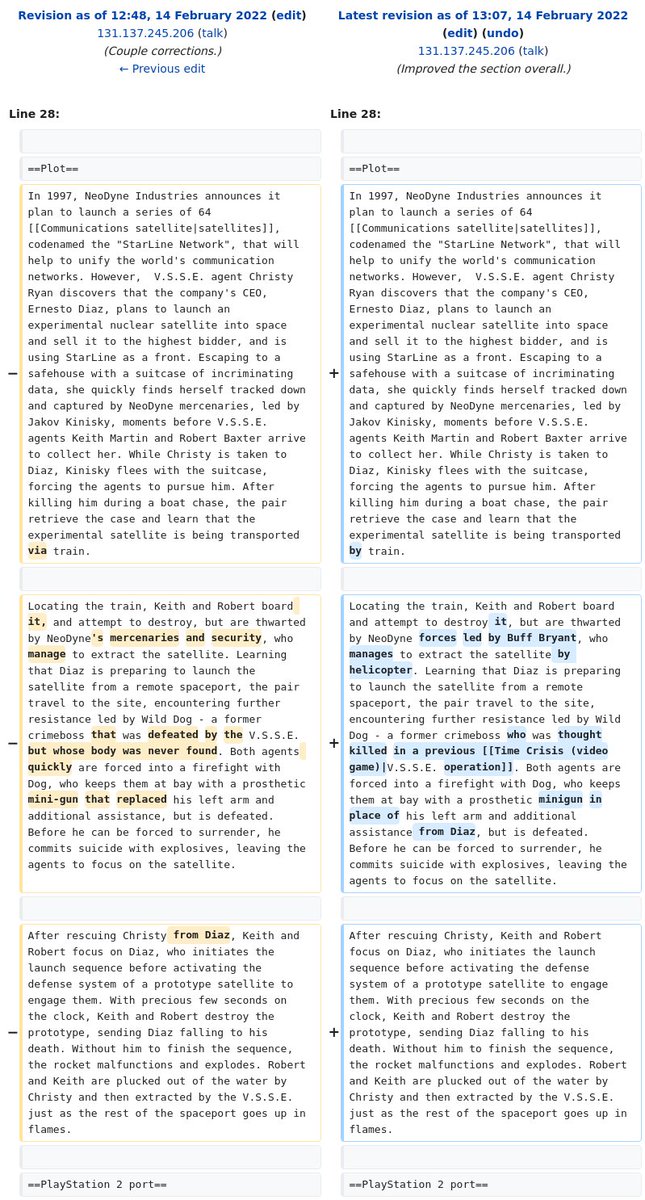 Revision as of 12:48, 14 February 2022 (edit)
131.137.245.206 (talk)
(Couple corrections.)
← Previous edit
Latest revision as of 13:07, 14 February 2022
(edit) (undo)
131.137.245.206 (talk)
(Improved the section overall.)
Line 28:
Line 28:
==Plot==
==Plot==
−
In 1997, NeoDyne Industries announces it
plan to launch a series of 64
[[Communications satellite|satellites]],
codenamed the "StarLine Network", that will
help to unify the world's communication
networks. However,  V.S.S.E. agent Christy
Ryan discovers that the company's CEO,
Ernesto Diaz, plans to launch an
experimental nuclear satellite into space
and sell it to the highest bidder, and is
using StarLine as a front. Escaping to a
safehouse with a suitcase of incriminating
data, she quickly finds herself tracked down
and captured by NeoDyne mercenaries, led by
Jakov Kinisky, moments before V.S.S.E.
agents Keith Martin and Robert Baxter arrive
to collect her. While Christy is taken to
Diaz, Kinisky flees with the suitcase,
forcing the agents to pursue him. After
killing him during a boat chase, the pair
retrieve the case and learn that the
experimental satellite is being transported
via train.
+
In 1997, NeoDyne Industries announces it
plan to launch a series of 64
[[Communications satellite|satellites]],
codenamed the "StarLine Network", that will
help to unify the world's communication
networks. However,  V.S.S.E. agent Christy
Ryan discovers that the company's CEO,
Ernesto Diaz, plans to launch an
experimental nuclear satellite into space
and sell it to the highest bidder, and is
using StarLine as a front. Escaping to a
safehouse with a suitcase of incriminating
data, she quickly finds herself tracked down
and captured by NeoDyne mercenaries, led by
Jakov Kinisky, moments before V.S.S.E.
agents Keith Martin and Robert Baxter arrive
to collect her. While Christy is taken to
Diaz, Kinisky flees with the suitcase,
forcing the agents to pursue him. After
killing him during a boat chase, the pair
retrieve the case and learn that the
experimental satellite is being transported
by train.
−
Locating the train, Keith and Robert board
it, and attempt to destroy, but are thwarted
by NeoDyne's mercenaries and security, who
manage to extract the satellite. Learning
that Diaz is preparing to launch the
satellite from a remote spaceport, the pair
travel to the site, encountering further
resistance led by Wild Dog - a former
crimeboss that was defeated by the V.S.S.E.
but whose body was never found. Both agents
quickly are forced into a firefight with
Dog, who keeps them at bay with a prosthetic
mini-gun that replaced his left arm and
additional assistance, but is defeated.
Before he can be forced to surrender, he
commits suicide with explosives, leaving the
agents to focus on the satellite.
+
Locating the train, Keith and Robert board
and attempt to destroy it, but are thwarted
by NeoDyne forces led by Buff Bryant, who
manages to extract the satellite by
helicopter. Learning that Diaz is preparing
to launch the satellite from a remote
spaceport, the pair travel to the site,
encountering further resistance led by Wild
Dog - a former crimeboss who was thought
killed in a previous [[Time Crisis (video
game)|V.S.S.E. operation]]. Both agents are
forced into a firefight with Dog, who keeps
them at bay with a prosthetic minigun in
place of his left arm and additional
assistance from Diaz, but is defeated.
Before he can be forced to surrender, he
commits suicide with explosives, leaving the
agents to focus on the satellite.
−
After rescuing Christy from Diaz, Keith and
Robert focus on Diaz, who initiates the
launch sequence before activating the
defense system of a prototype satellite to
engage them. With precious few seconds on
the clock, Keith and Robert destroy the
prototype, sending Diaz falling to his
death. Without him to finish the sequence,
the rocket malfunctions and explodes. Robert
and Keith are plucked out of the water by
Christy and then extracted by the V.S.S.E.
just as the rest of the spaceport goes up in
flames.
+
After rescuing Christy, Keith and Robert
focus on Diaz, who initiates the launch
sequence before activating the defense
system of a prototype satellite to engage
them. With precious few seconds on the
clock, Keith and Robert destroy the
prototype, sending Diaz falling to his
death. Without him to finish the sequence,
the rocket malfunctions and explodes. Robert
and Keith are plucked out of the water by
Christy and then extracted by the V.S.S.E.
just as the rest of the spaceport goes up in
flames.
==PlayStation 2 port==
==PlayStation 2 port==